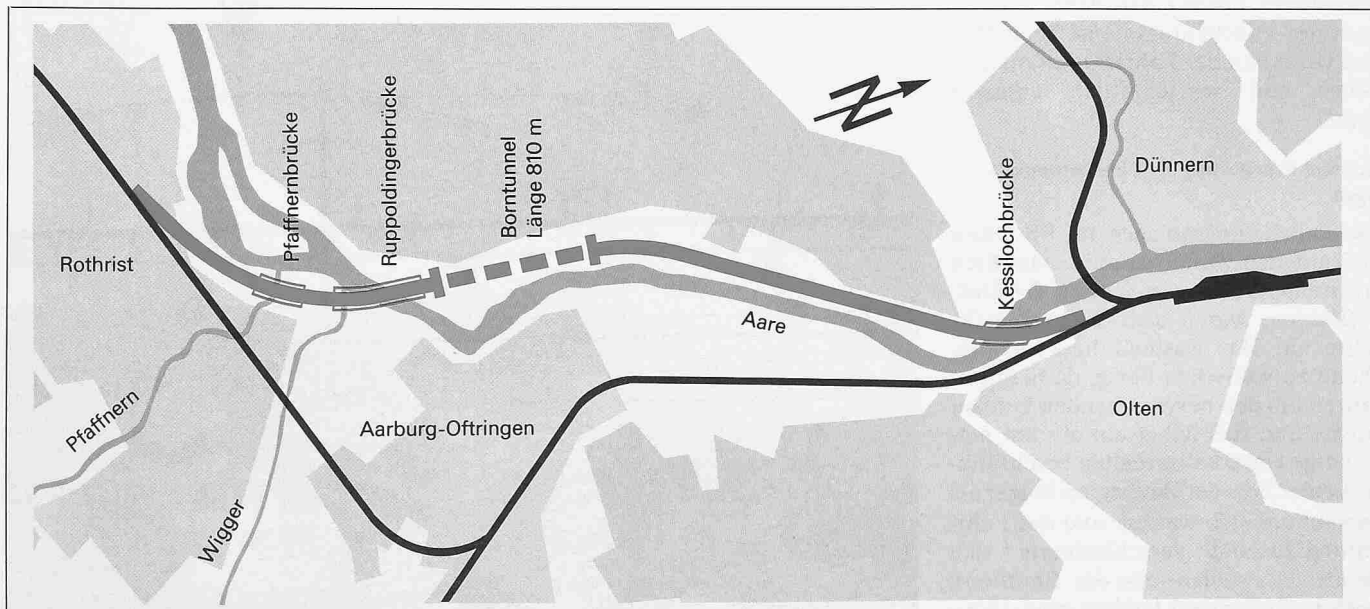 Pfaffnernbrücke
Ruppoldingerbrücke
Borntunnel
Länge 810 m
N
Kessilochbrücke
Dünnern
Rothrist
Aare
Olten
Pfaffnern
Aarburg-Oftringen
Wigger